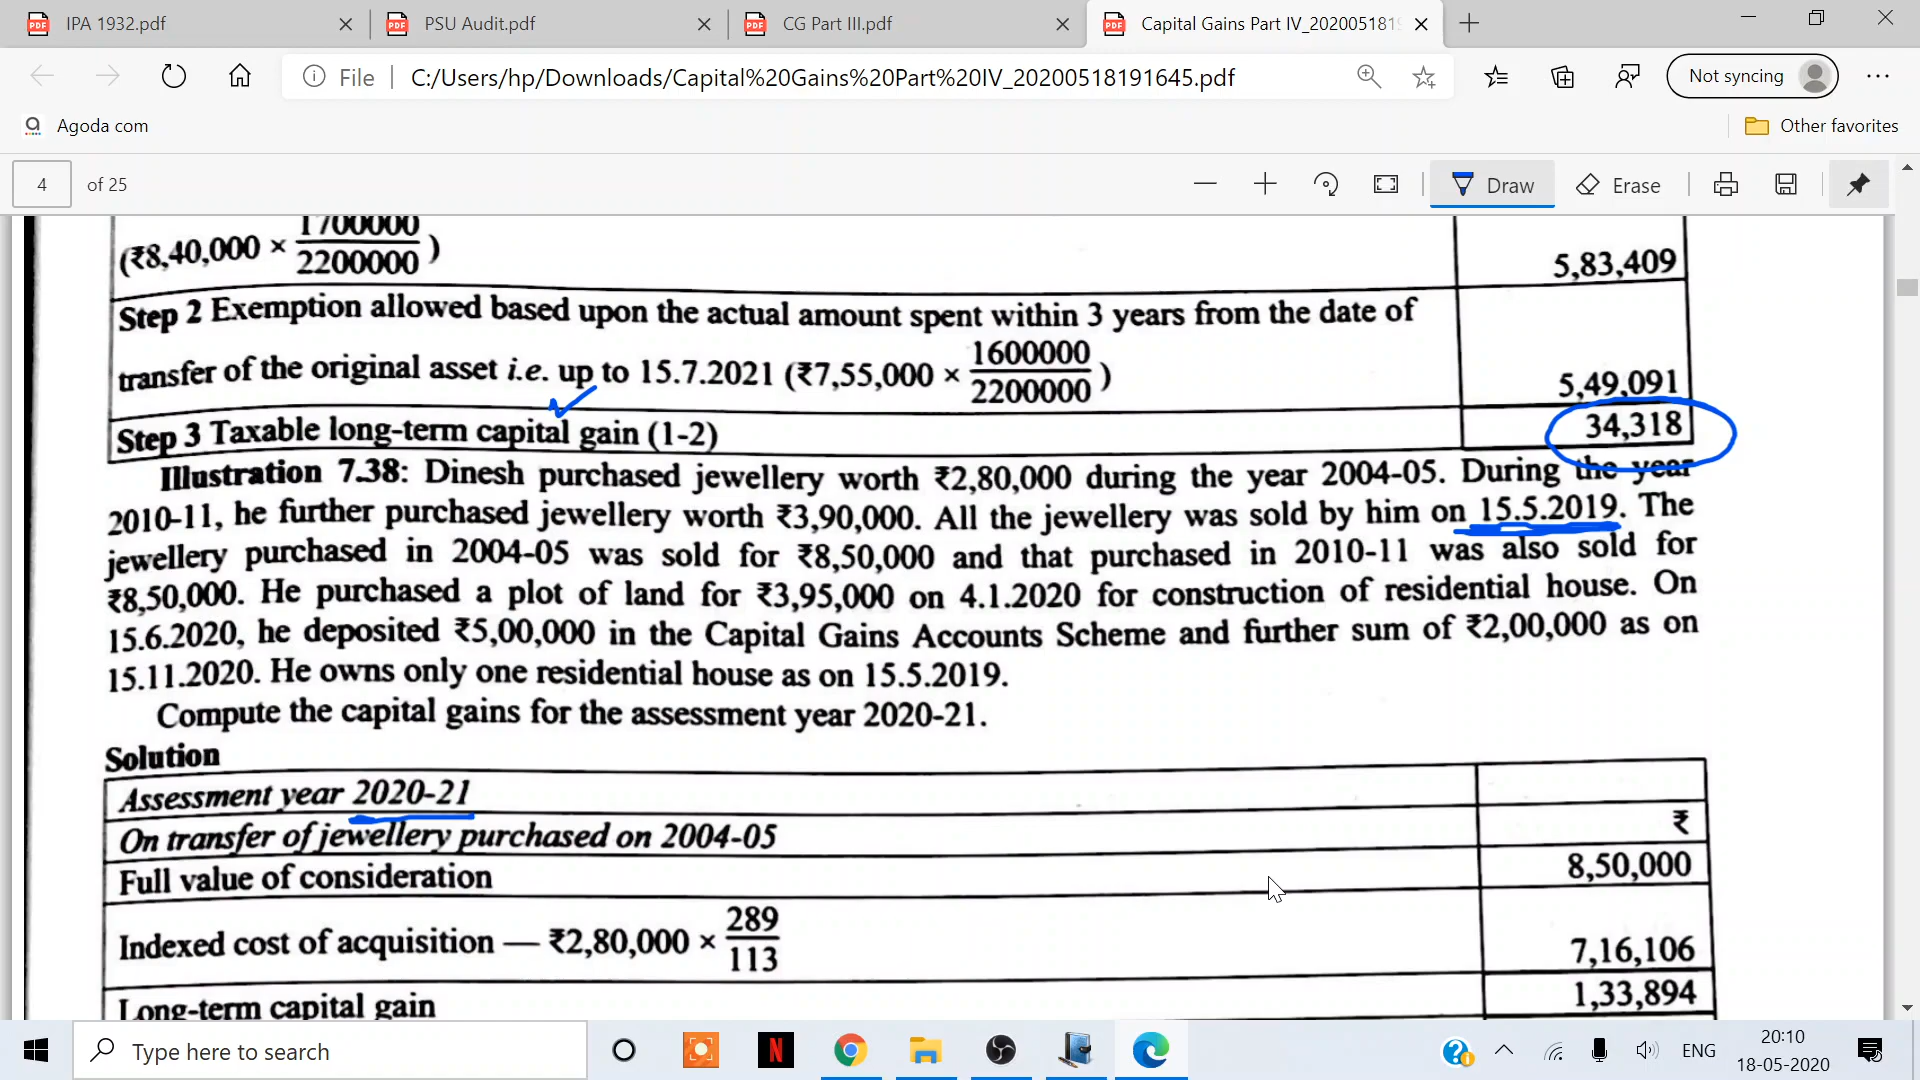 IPA 1932.pdf
PSU Audit.pdf
CG Part III.pdf
Capital Gains Part IV_202005181
File
C:/Users/hp/Downloads/Capital%20Gains%20Part%20IV_20200518191645.pdf
Not syncing
Agoda com
Other favorites
4 of 25
Draw
Erase
(₹8,40,000 × 1700000 / 2200000 ) 5,83,409
Step 2 Exemption allowed based upon the actual amount spent within 3 years from the date of
transfer of the original asset i.e. up to 15.7.2021 (₹7,55,000 × 1600000 / 2200000 ) 5,49,091
Step 3 Taxable long-term capital gain (1-2) 34,318
Illustration 7.38: Dinesh purchased jewellery worth ₹2,80,000 during the year 2004-05. During the year
2010-11, he further purchased jewellery worth ₹3,90,000. All the jewellery was sold by him on 15.5.2019. The
jewellery purchased in 2004-05 was sold for ₹8,50,000 and that purchased in 2010-11 was also sold for
₹8,50,000. He purchased a plot of land for ₹3,95,000 on 4.1.2020 for construction of residential house. On
15.6.2020, he deposited ₹5,00,000 in the Capital Gains Accounts Scheme and further sum of ₹2,00,000 as on
15.11.2020. He owns only one residential house as on 15.5.2019.
Compute the capital gains for the assessment year 2020-21.
Solution
Assessment year 2020-21
On transfer of jewellery purchased on 2004-05 ₹
Full value of consideration 8,50,000
Indexed cost of acquisition — ₹2,80,000 × 289 / 113 7,16,106
Long-term capital gain 1,33,894
Type here to search
ENG
20:10
18-05-2020